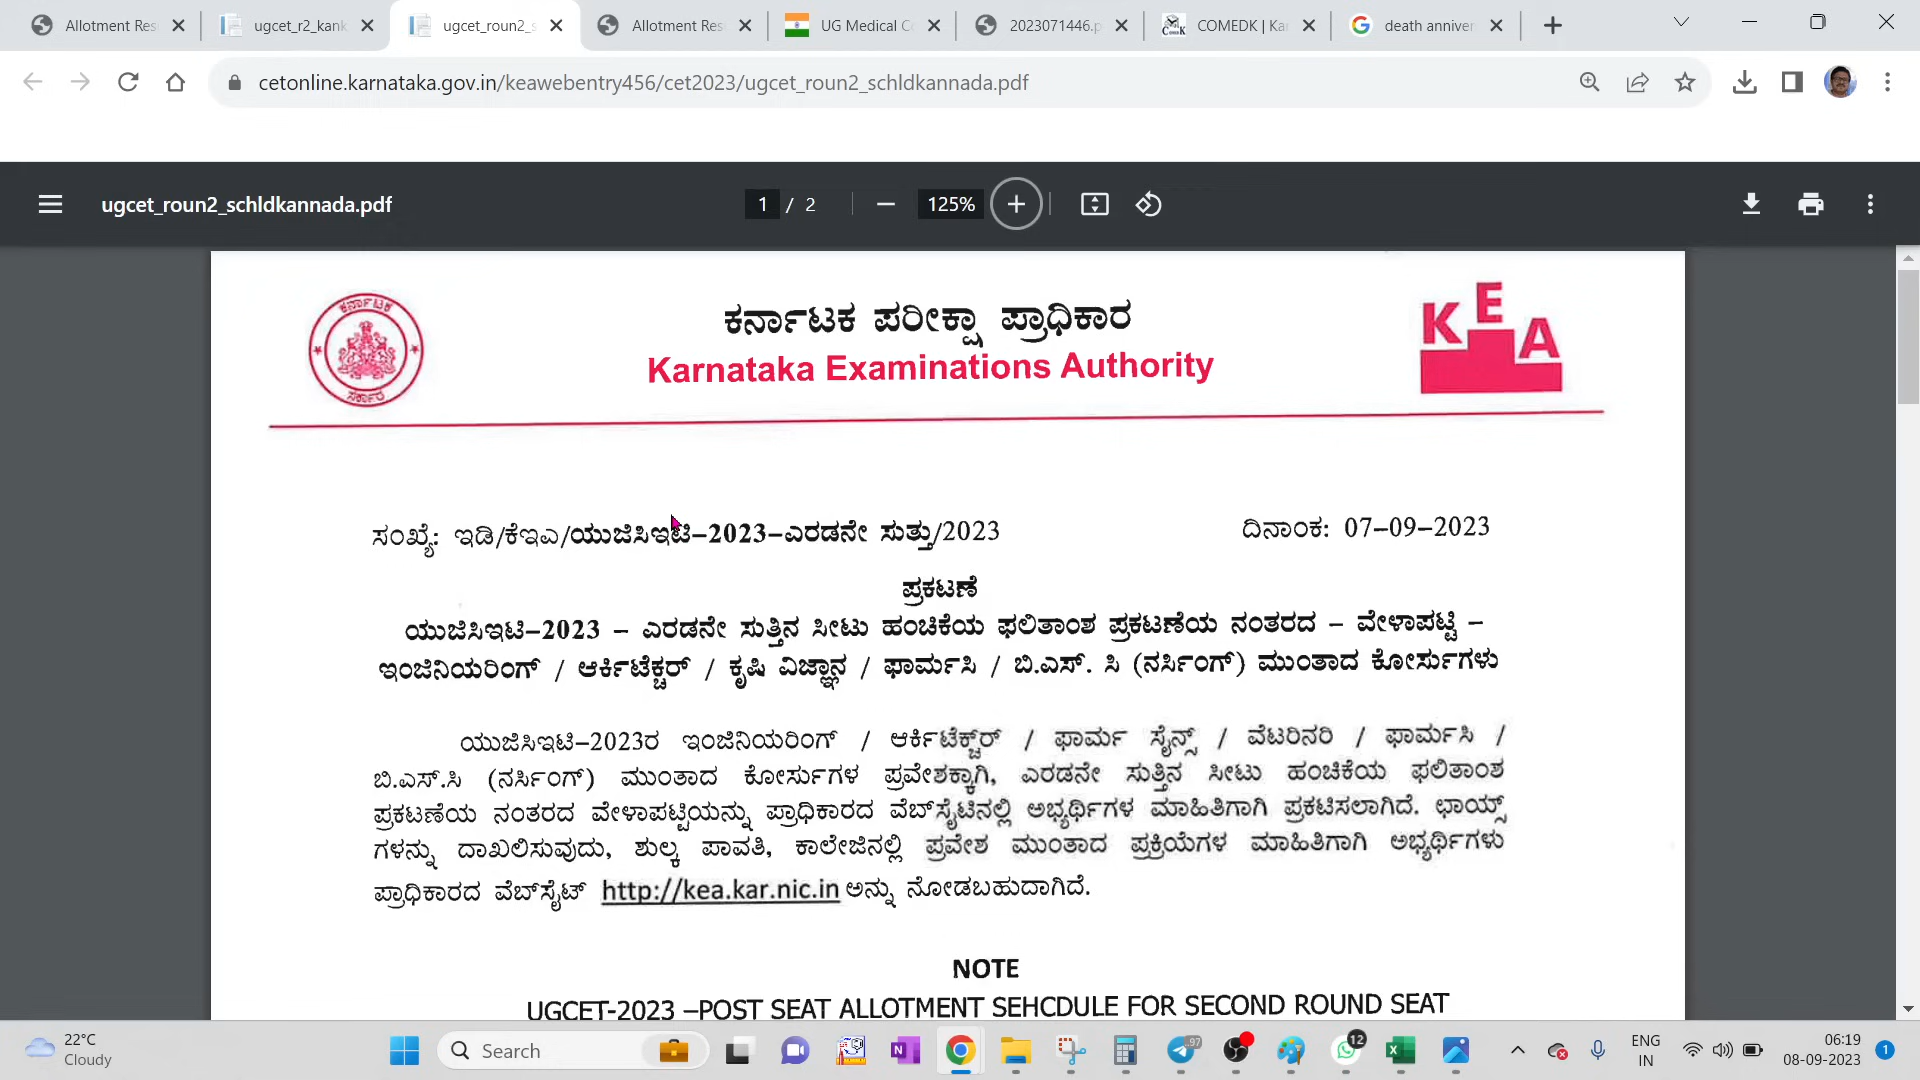 Allotment Res
ugcet_r2_kank
ugcet_roun2_s
Allotment Res
UG Medical C
2023071446.p
COMEDK | Ka
death anniver
cetonline.karnataka.gov.in/keawebentry456/cet2023/ugcet_roun2_schldkannada.pdf
ugcet_roun2_schldkannada.pdf
1 / 2
125%
ಕರ್ನಾಟಕ
ಸರ್ಕಾರ
ಕರ್ನಾಟಕ ಪರೀಕ್ಷಾ ಪ್ರಾಧಿಕಾರ
Karnataka Examinations Authority
KEA
ಸಂಖ್ಯೆ: ಇಡಿ/ಕೆಇಎ/ಯುಜಿಸಿಇಟಿ–2023–ಎರಡನೇ ಸುತ್ತು/2023
ದಿನಾಂಕ: 07–09–2023
ಪ್ರಕಟಣೆ
ಯುಜಿಸಿಇಟಿ–2023 – ಎರಡನೇ ಸುತ್ತಿನ ಸೀಟು ಹಂಚಿಕೆಯ ಫಲಿತಾಂಶ ಪ್ರಕಟಣೆಯ ನಂತರದ – ವೇಳಾಪಟ್ಟಿ –
ಇಂಜಿನಿಯರಿಂಗ್ / ಆರ್ಕಿಟೆಕ್ಚರ್ / ಕೃಷಿ ವಿಜ್ಞಾನ / ಫಾರ್ಮಸಿ / ಬಿ.ಎಸ್. ಸಿ (ನರ್ಸಿಂಗ್) ಮುಂತಾದ ಕೋರ್ಸುಗಳು
ಯುಜಿಸಿಇಟಿ–2023ರ ಇಂಜಿನಿಯರಿಂಗ್ / ಆರ್ಕಿಟೆಕ್ಚರ್ / ಫಾರ್ಮ ಸೈನ್ಸ್ / ವೆಟರಿನರಿ / ಫಾರ್ಮಸಿ /
ಬಿ.ಎಸ್.ಸಿ (ನರ್ಸಿಂಗ್) ಮುಂತಾದ ಕೋರ್ಸುಗಳ ಪ್ರವೇಶಕ್ಕಾಗಿ, ಎರಡನೇ ಸುತ್ತಿನ ಸೀಟು ಹಂಚಿಕೆಯ ಫಲಿತಾಂಶ
ಪ್ರಕಟಣೆಯ ನಂತರದ ವೇಳಾಪಟ್ಟಿಯನ್ನು ಪ್ರಾಧಿಕಾರದ ವೆಬ್‌ಸೈಟಿನಲ್ಲಿ ಅಭ್ಯರ್ಥಿಗಳ ಮಾಹಿತಿಗಾಗಿ ಪ್ರಕಟಿಸಲಾಗಿದೆ. ಛಾಯ್ಸ್
ಗಳನ್ನು ದಾಖಲಿಸುವುದು, ಶುಲ್ಕ ಪಾವತಿ, ಕಾಲೇಜಿನಲ್ಲಿ ಪ್ರವೇಶ ಮುಂತಾದ ಪ್ರಕ್ರಿಯೆಗಳ ಮಾಹಿತಿಗಾಗಿ ಅಭ್ಯರ್ಥಿಗಳು
ಪ್ರಾಧಿಕಾರದ ವೆಬ್‌ಸೈಟ್ http://kea.kar.nic.in ಅನ್ನು ನೋಡಬಹುದಾಗಿದೆ.
NOTE
UGCET-2023 –POST SEAT ALLOTMENT SEHCDULE FOR SECOND ROUND SEAT
22°C
Cloudy
Search
97
12
ENG
IN
06:19
08-09-2023
1